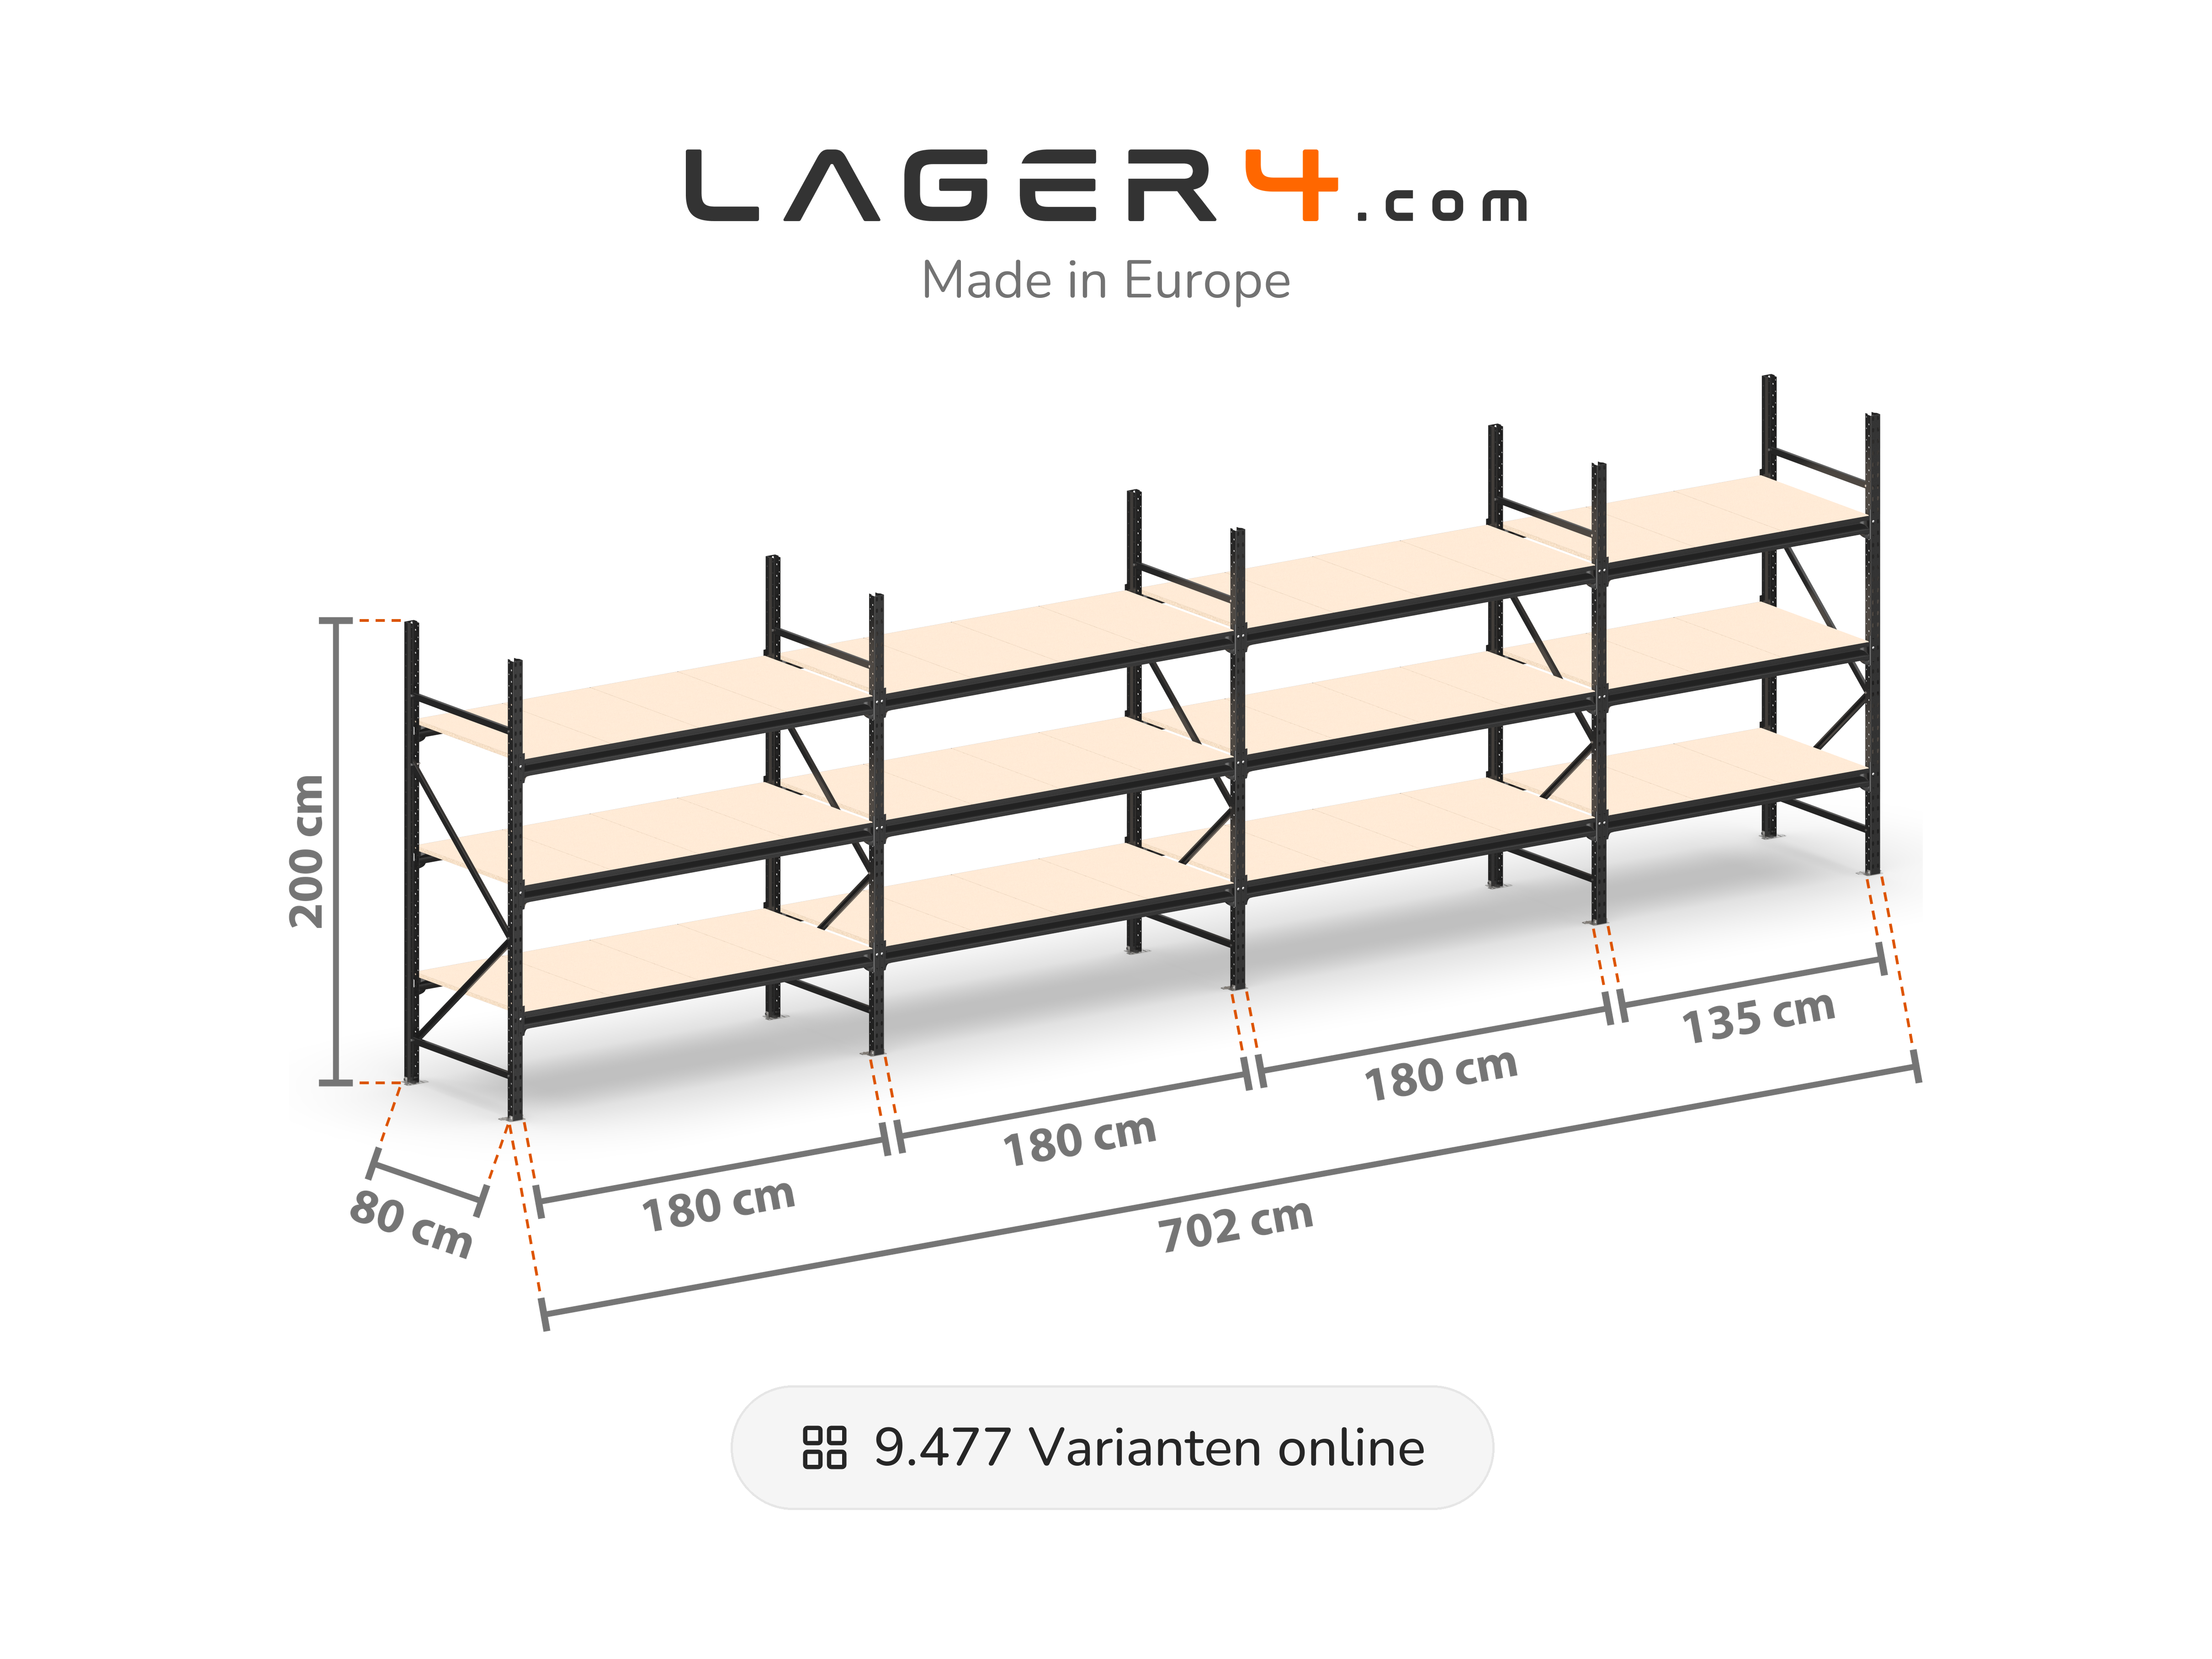 LAGER4.com
Made in Europe
200 cm
80 cm
180 cm
180 cm
180 cm
135 cm
702 cm
9.477 Varianten online